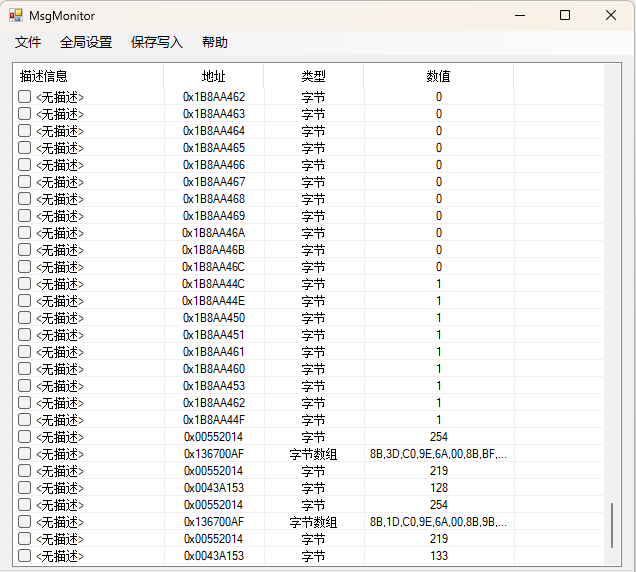 MsgMonitor
文件 全局设置 保存写入 帮助
描述信息 地址 类型 数值
<无描述> 0x1B8AA462 字节 0
<无描述> 0x1B8AA463 字节 0
<无描述> 0x1B8AA464 字节 0
<无描述> 0x1B8AA465 字节 0
<无描述> 0x1B8AA466 字节 0
<无描述> 0x1B8AA467 字节 0
<无描述> 0x1B8AA468 字节 0
<无描述> 0x1B8AA469 字节 0
<无描述> 0x1B8AA46A 字节 0
<无描述> 0x1B8AA46B 字节 0
<无描述> 0x1B8AA46C 字节 0
<无描述> 0x1B8AA44C 字节 1
<无描述> 0x1B8AA44E 字节 1
<无描述> 0x1B8AA450 字节 1
<无描述> 0x1B8AA451 字节 1
<无描述> 0x1B8AA461 字节 1
<无描述> 0x1B8AA460 字节 1
<无描述> 0x1B8AA453 字节 1
<无描述> 0x1B8AA462 字节 1
<无描述> 0x1B8AA44F 字节 1
<无描述> 0x00552014 字节 254
<无描述> 0x136700AF 字节数组 8B,3D,C0,9E,6A,00,8B,BF,...
<无描述> 0x00552014 字节 219
<无描述> 0x0043A153 字节 128
<无描述> 0x00552014 字节 254
<无描述> 0x136700AF 字节数组 8B,1D,C0,9E,6A,00,8B,9B,...
<无描述> 0x00552014 字节 219
<无描述> 0x0043A153 字节 133